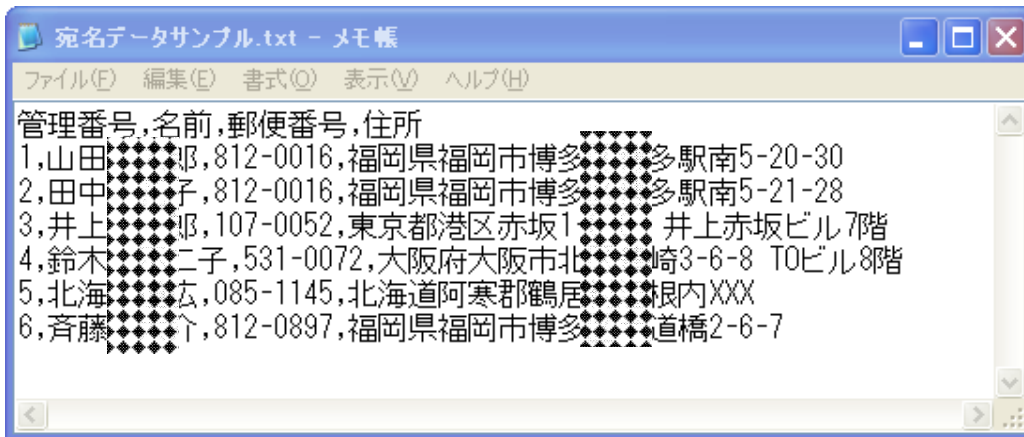 宛名データサンプル.txt - メモ帳
ファイル(F) 編集(E) 書式(O) 表示(V) ヘルプ(H)
管理番号,名前,郵便番号,住所
1,山田 郎,812-0016,福岡県福岡市博多 多駅南5-20-30
2,田中 子,812-0016,福岡県福岡市博多 多駅南5-21-28
3,井上 郎,107-0052,東京都港区赤坂1 井上赤坂ビル7階
4,鈴木 二子,531-0072,大阪府大阪市北 崎3-6-8 TOビル8階
5,北海 広,085-1145,北海道阿寒郡鶴居 根内XXX
6,斉藤 介,812-0897,福岡県福岡市博多 道橋2-6-7